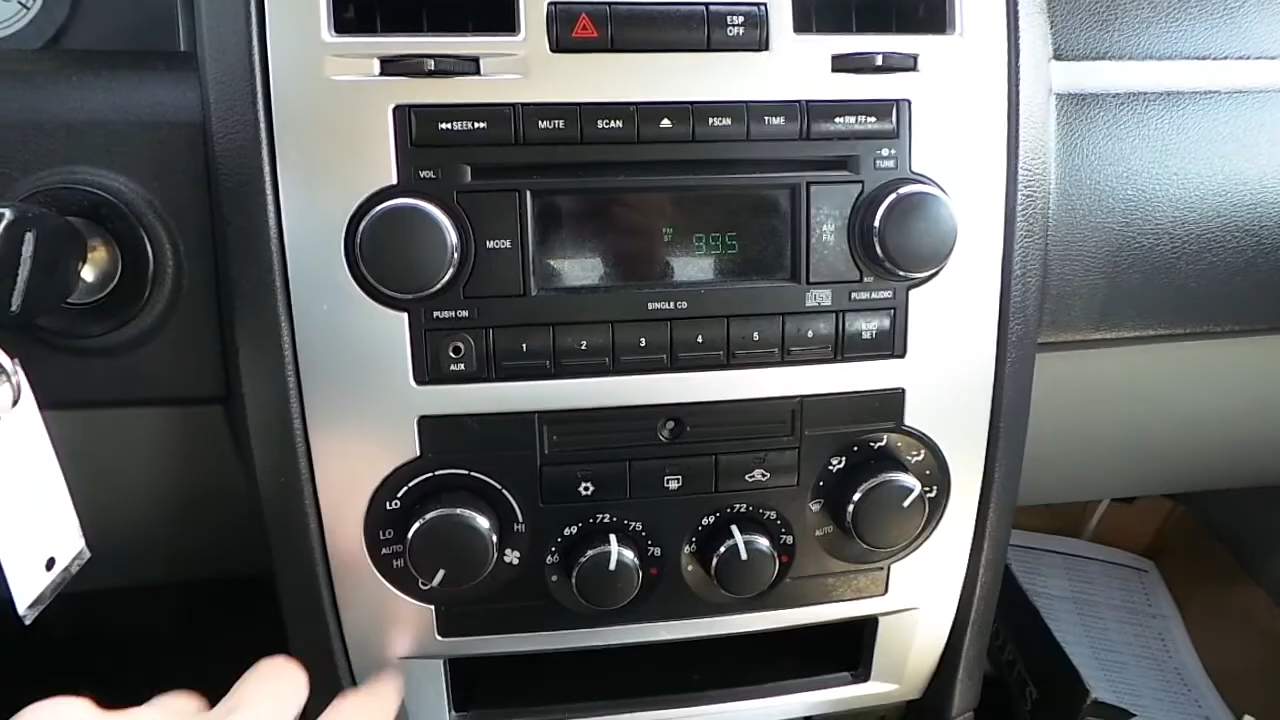 ESP
OFF
SEEK
MUTE
SCAN
PSCAN
TIME
RW FF
VOL
TUNE
MODE
FM
ST
99.5
AM
FM
SINGLE CD
PUSH ON
PUSH AUDIO
AUX
1
2
3
4
5
6
RND
SET
LO
HI
LO
AUTO
HI
66
69
72
75
78
66
69
72
75
78
AUTO